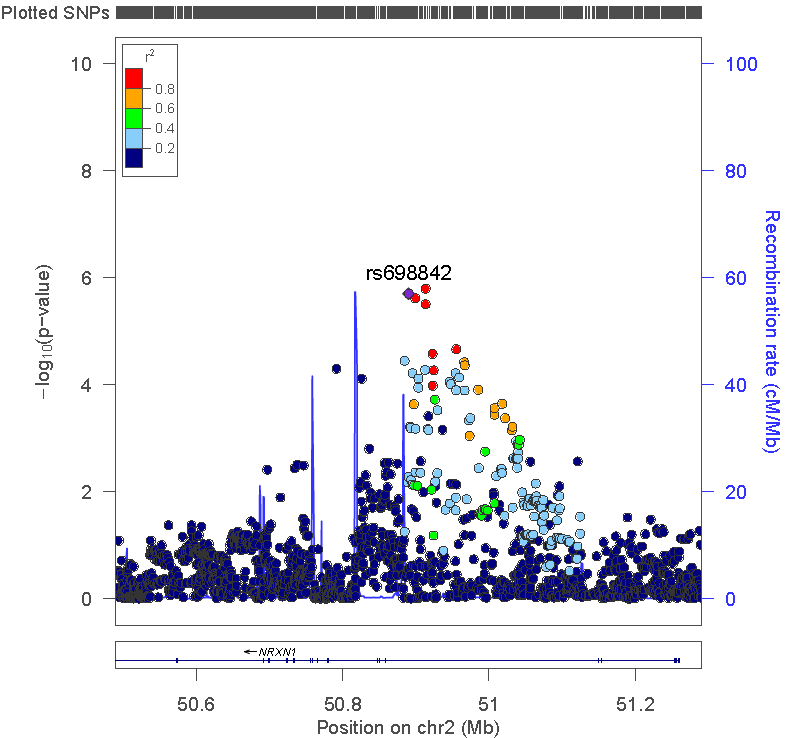 Plotted SNPs
r2
0.8
0.6
0.4
0.2
rs698842
10
8
6
4
2
0
−log10(p−value)
100
80
60
40
20
0
Recombination rate (cM/Mb)
NRXN1
50.6
50.8
51
51.2
Position on chr2 (Mb)